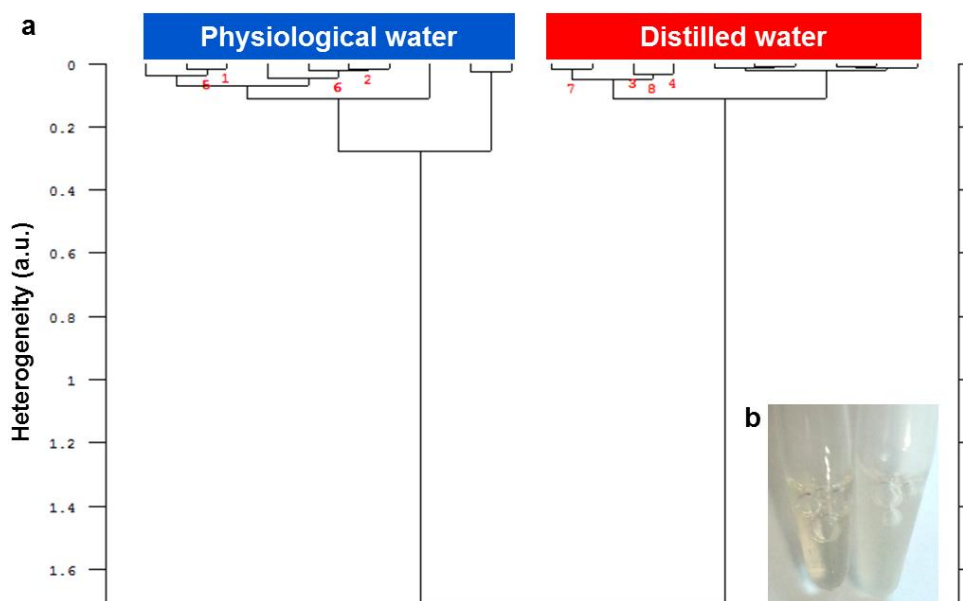 a
Physiological water
Distilled water
0
5 1 6 2 7 3 8 4
0.2
0.4
0.6
0.8
1
1.2
1.4
1.6
Heterogeneity (a.u.)
b